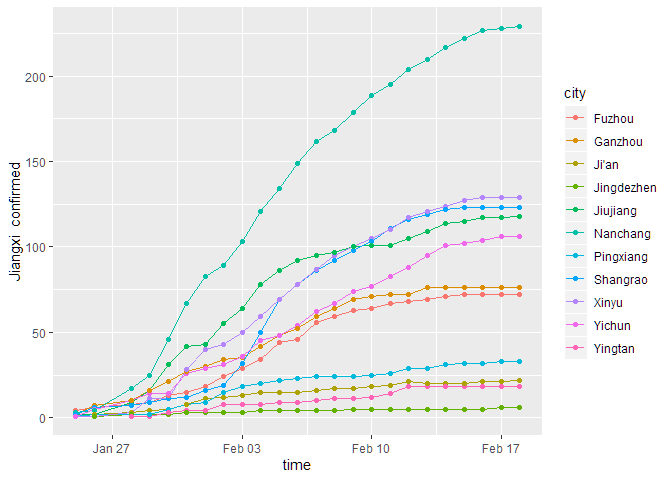 200
150
100
50
0
Jiangxi confirmed
Jan 27
Feb 03
Feb 10
Feb 17
time
city
Fuzhou
Ganzhou
Ji'an
Jingdezhen
Jiujiang
Nanchang
Pingxiang
Shangrao
Xinyu
Yichun
Yingtan